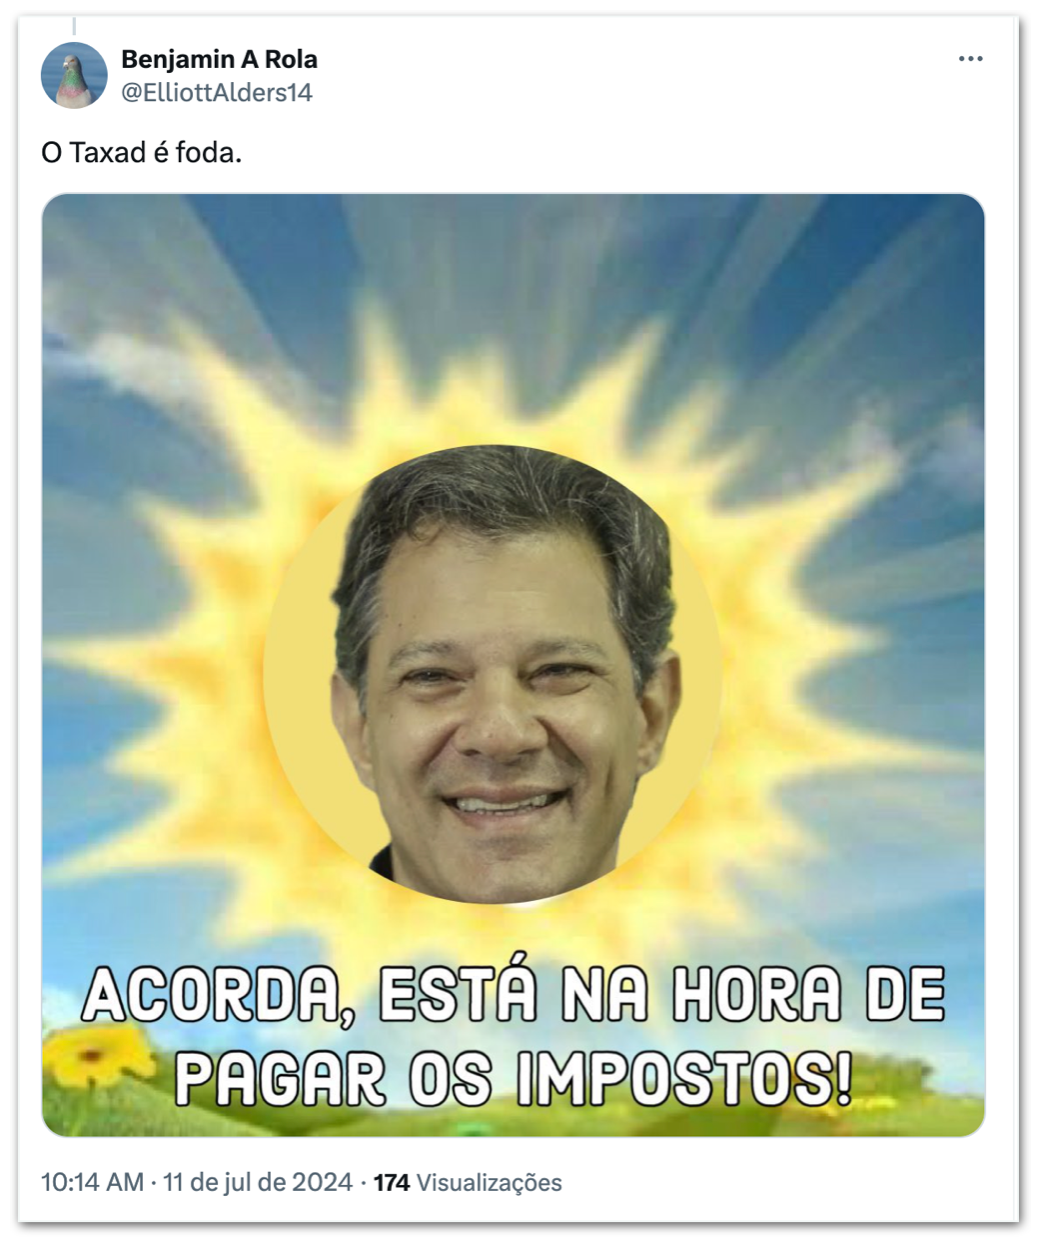 Benjamin A Rola
@ElliottAlders14
O Taxad é foda.
ACORDA, ESTÁ NA HORA DE
PAGAR OS IMPOSTOS!
10:14 AM · 11 de jul de 2024 · 174 Visualizações